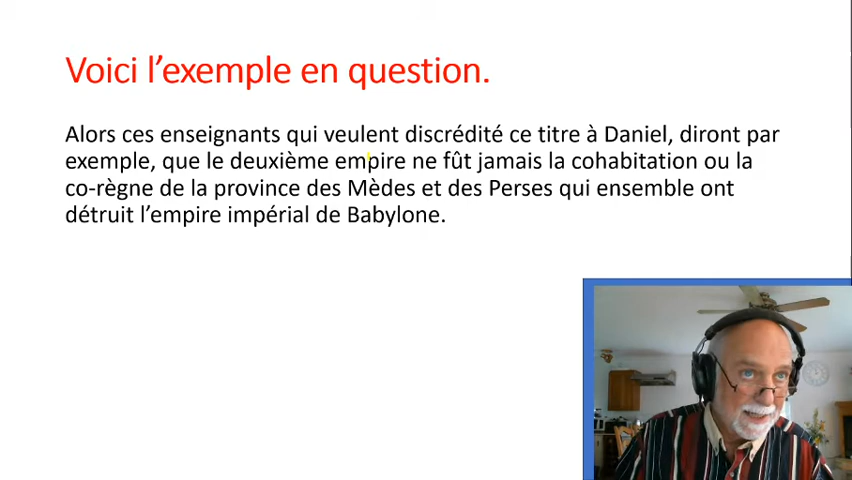 Voici l’exemple en question.
Alors ces enseignants qui veulent discrédité ce titre à Daniel, diront par
exemple, que le deuxième empire ne fût jamais la cohabitation ou la
co-règne de la province des Mèdes et des Perses qui ensemble ont
détruit l’empire impérial de Babylone.